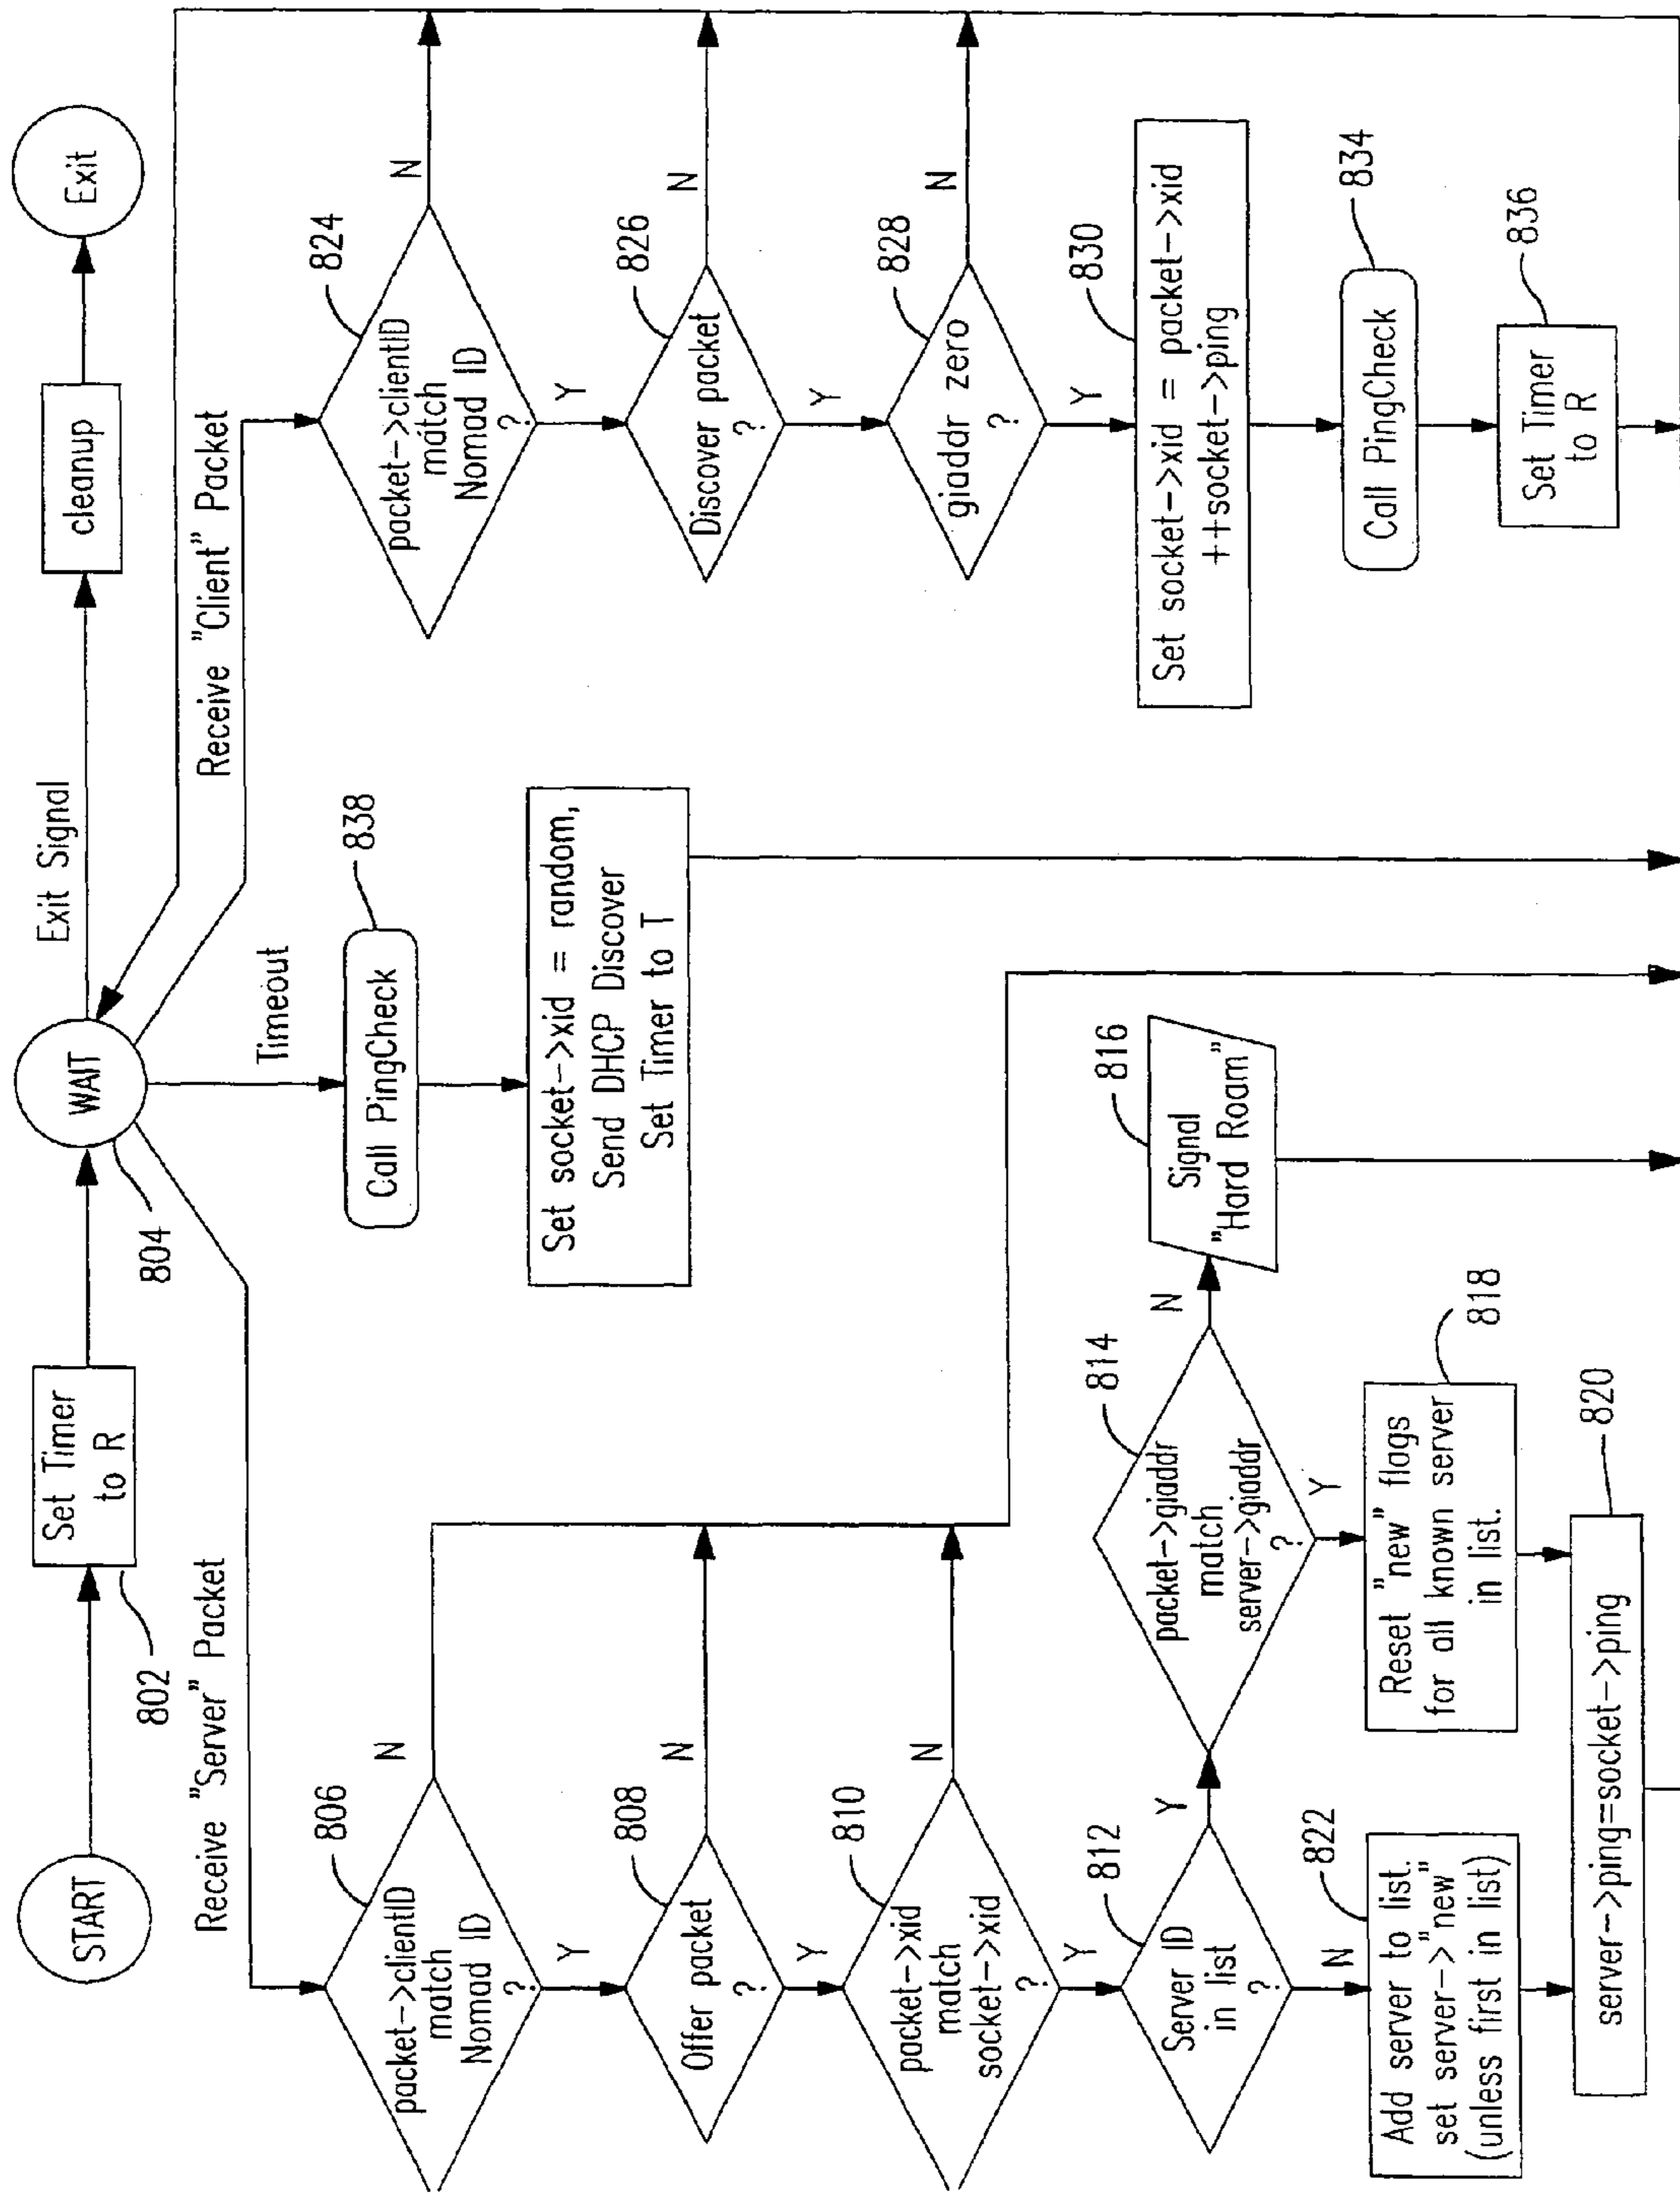 START
Set Timer
to R
802
WAIT
804
Exit Signal
cleanup
Exit
Receive "Server" Packet
Timeout
Receive "Client" Packet
packet->clientID
match
Nomad ID
?
806
N
Y
Offer packet
?
808
N
Y
packet->xid
match
socket->xid
?
810
N
Y
Server ID
in list
?
812
Y
N
packet->giaddr
match
server->giaddr
?
814
N
Y
Signal
"Hard Roam"
816
Reset "new" flags
for all known server
in list.
818
Add server to list.
set server->"new"
(unless first in list)
822
server->ping=socket->ping
820
Call PingCheck
838
Set socket->xid = random,
Send DHCP Discover
Set Timer to T
packet->clientID
match
Nomad ID
?
824
N
Y
Discover packet
?
826
N
Y
giaddr zero
?
828
N
Y
Set socket->xid = packet->xid
++socket->ping
830
Call PingCheck
834
Set Timer
to R
836